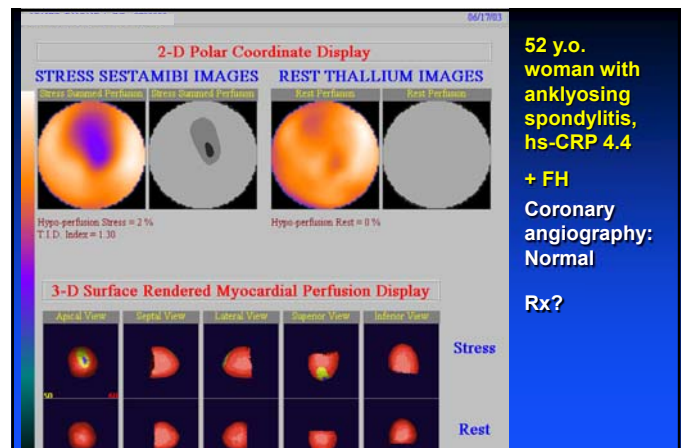 06/17/03
2-D Polar Coordinate Display
STRESS SESTAMIBI IMAGES
REST THALLIUM IMAGES
Stress Summed Perfusion
Stress Summed Perfusion
Rest Perfusion
Rest Perfusion
Hypo-perfusion Stress = 2 %
T.I.D. Index = 1.30
Hypo-perfusion Rest = 0 %
3-D Surface Rendered Myocardial Perfusion Display
Apical View
Septal View
Lateral View
Superior View
Inferior View
Stress
50
60
Rest
52 y.o.
woman with
anklyosing
spondylitis,
hs-CRP 4.4
+ FH
Coronary
angiography:
Normal
Rx?